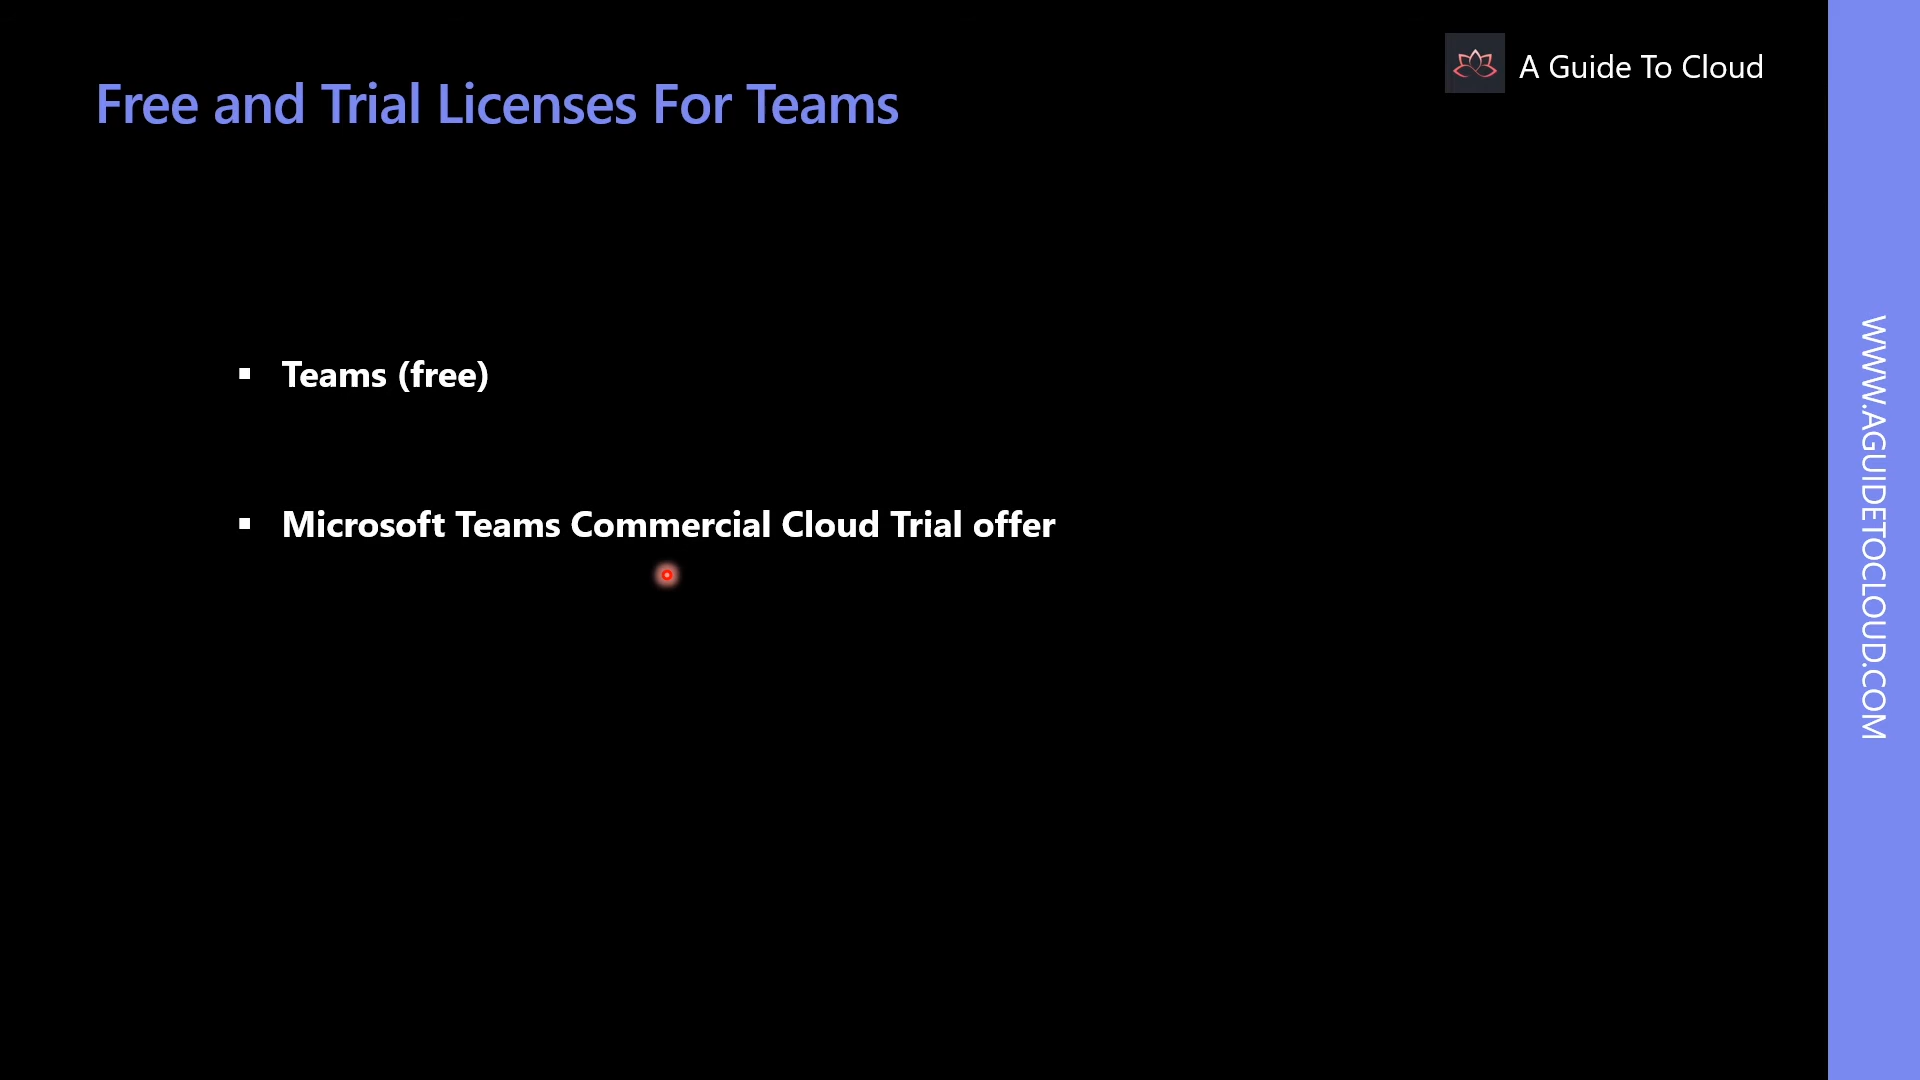 Free and Trial Licenses For Teams
A Guide To Cloud
▪ Teams (free)
▪ Microsoft Teams Commercial Cloud Trial offer
WWW.AGUIDETOCLOUD.COM